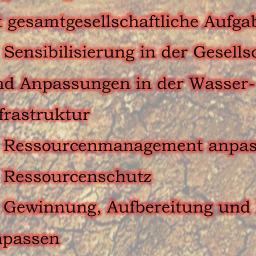 t gesamtgesellschaftliche Aufgab
Sensibilisierung in der Gesellsc
nd Anpassungen in der Wasser-
frastruktur
Ressourcenmanagement anpas
Ressourcenschutz
Gewinnung, Aufbereitung und
npassen